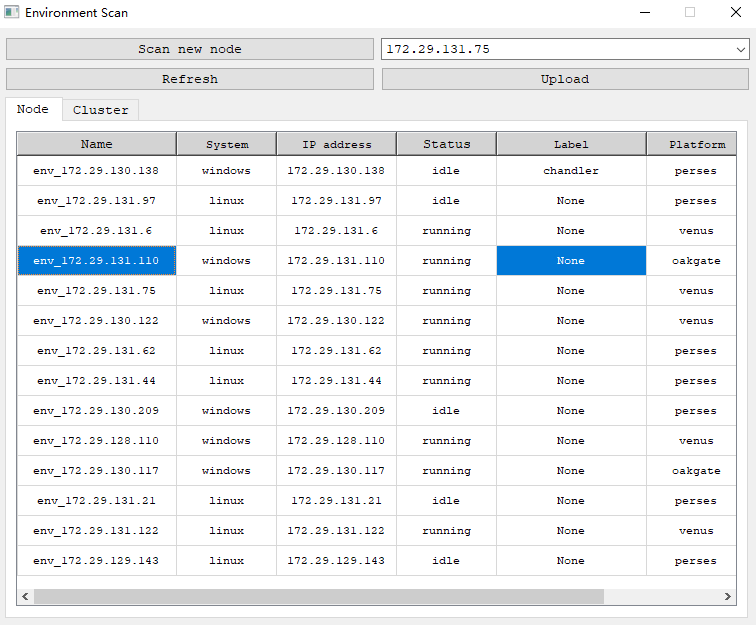 Environment Scan
Scan new node 172.29.131.75
Refresh Upload
Node Cluster
Name System IP address Status Label Platform
env_172.29.130.138 windows 172.29.130.138 idle chandler perses
env_172.29.131.97 linux 172.29.131.97 idle None perses
env_172.29.131.6 linux 172.29.131.6 running None venus
env_172.29.131.110 windows 172.29.131.110 running None oakgate
env_172.29.131.75 linux 172.29.131.75 running None venus
env_172.29.130.122 windows 172.29.130.122 running None venus
env_172.29.131.62 linux 172.29.131.62 running None perses
env_172.29.131.44 linux 172.29.131.44 running None perses
env_172.29.130.209 windows 172.29.130.209 idle None perses
env_172.29.128.110 windows 172.29.128.110 running None venus
env_172.29.130.117 windows 172.29.130.117 running None oakgate
env_172.29.131.21 linux 172.29.131.21 idle None perses
env_172.29.131.122 linux 172.29.131.122 running None venus
env_172.29.129.143 linux 172.29.129.143 idle None perses